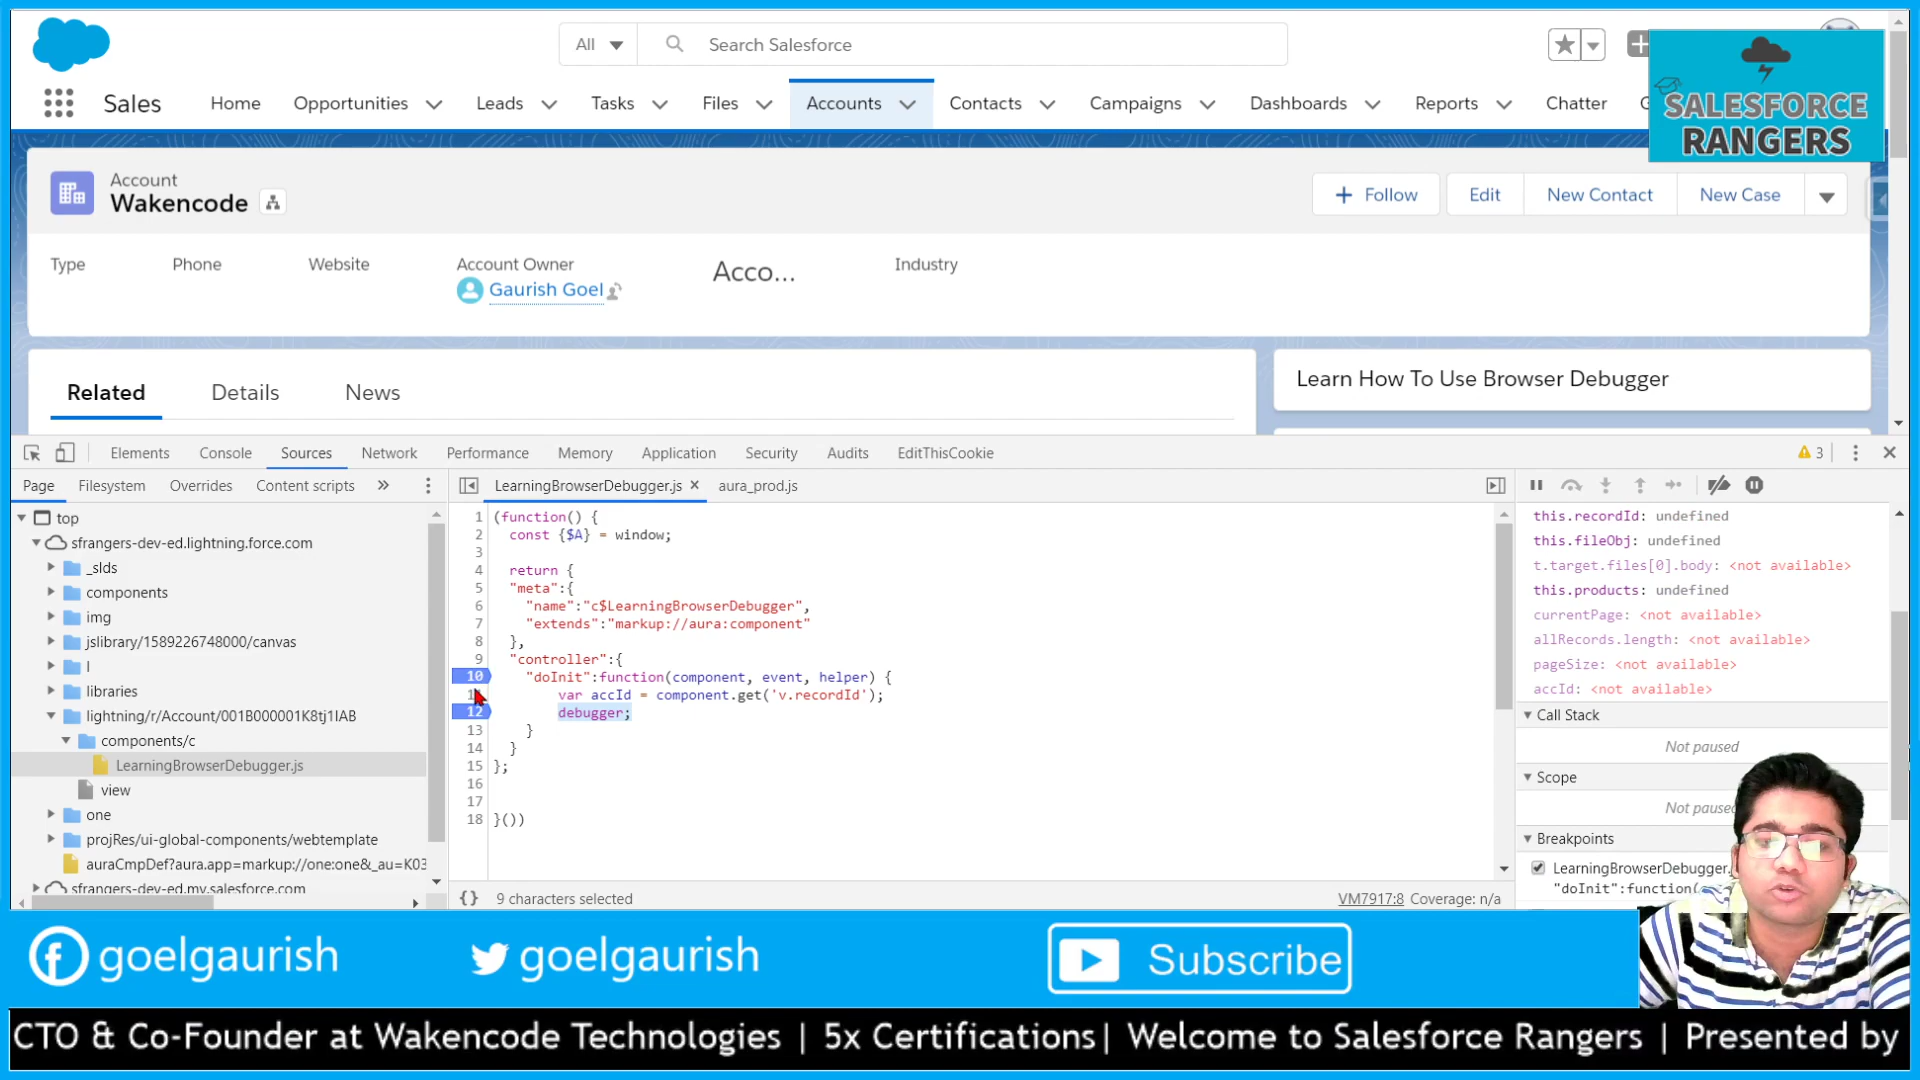 All
Search Salesforce
Sales
Home
Opportunities
Leads
Tasks
Files
Accounts
Contacts
Campaigns
Dashboards
Reports
Chatter
G
SALESFORCE
RANGERS
Account
Wakencode
Follow
Edit
New Contact
New Case
Type
Phone
Website
Account Owner
Gaurish Goel
Acco...
Industry
Related
Details
News
Learn How To Use Browser Debugger
Elements
Console
Sources
Network
Performance
Memory
Application
Security
Audits
EditThisCookie
3
Page
Filesystem
Overrides
Content scripts
LearningBrowserDebugger.js
aura_prod.js
top
sfrangers-dev-ed.lightning.force.com
_slds
components
img
jslibrary/1589226748000/canvas
l
libraries
lightning/r/Account/001B000001K8tj1IAB
components/c
LearningBrowserDebugger.js
view
one
projRes/ui-global-components/webtemplate
auraCmpDef?aura.app=markup://one:one&_au=K03
sfrangers-dev-ed.my.salesforce.com
1 (function() {
2 const {$A} = window;
3
4 return {
5 "meta":{
6 "name":"c$LearningBrowserDebugger",
7 "extends":"markup://aura:component"
8 },
9 "controller":{
10 "doInit":function(component, event, helper) {
var accId = component.get('v.recordId');
12 debugger;
13 }
14 }
15 };
16
17
18 }())
9 characters selected
VM7917:8 Coverage: n/a
this.recordId: undefined
this.fileObj: undefined
t.target.files[0].body: <not available>
this.products: undefined
currentPage: <not available>
allRecords.length: <not available>
pageSize: <not available>
accId: <not available>
Call Stack
Not paused
Scope
Not paused
Breakpoints
LearningBrowserDebugger.
"doInit":function(
goelgaurish
goelgaurish
Subscribe
CTO & Co-Founder at Wakencode Technologies | 5x Certifications| Welcome to Salesforce Rangers | Presented by